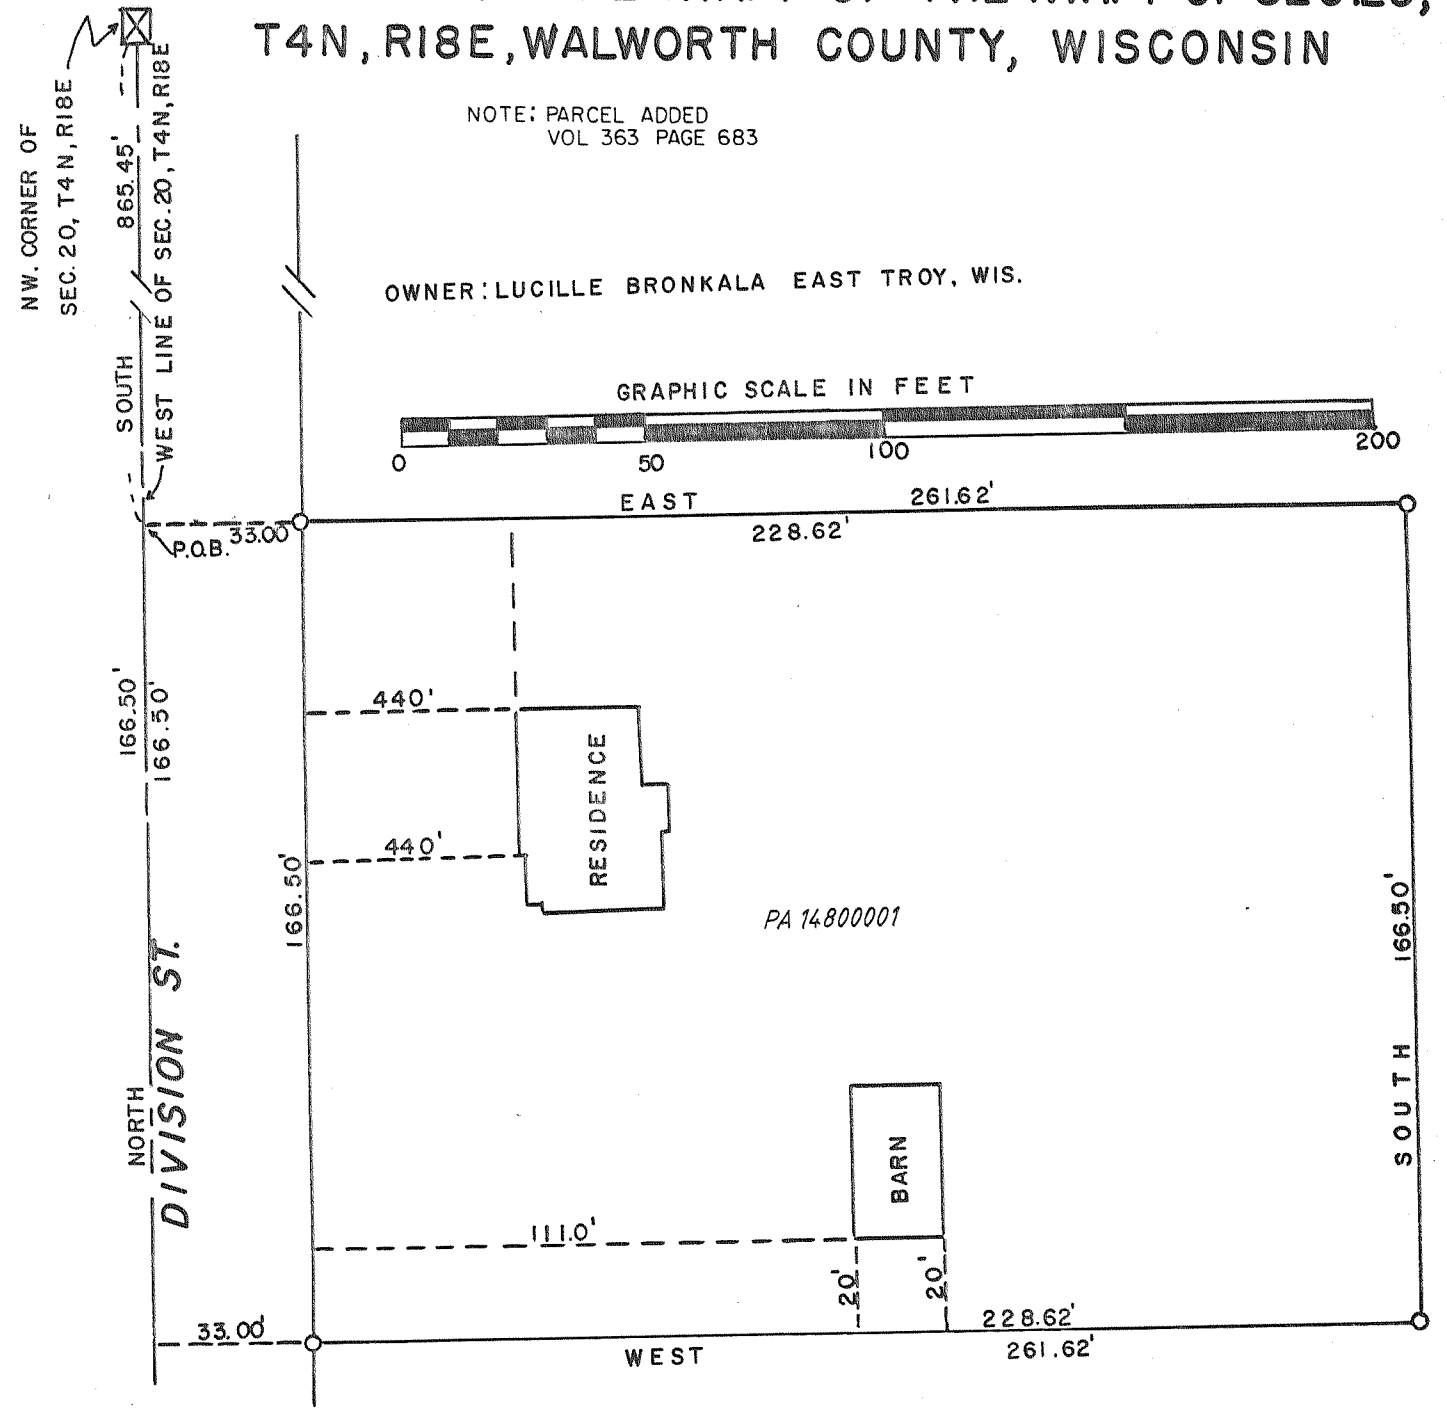 T4N, R18E, WALWORTH COUNTY, WISCONSIN
NOTE: PARCEL ADDED
VOL 363 PAGE 683
NW. CORNER OF
SEC. 20, T4N, R18E
865.45'
WEST LINE OF SEC. 20, T4N, R18E
SOUTH
OWNER: LUCILLE BRONKALA EAST TROY, WIS.
GRAPHIC SCALE IN FEET
0 50 100 200
EAST 261.62'
P.O.B. 33.00' 228.62'
166.50'
166.50'
440'
RESIDENCE
440'
166.50'
PA 14800001
166.50'
SOUTH
NORTH
DIVISION ST.
BARN
111.0'
20'
20'
33.00'
228.62'
WEST 261.62'